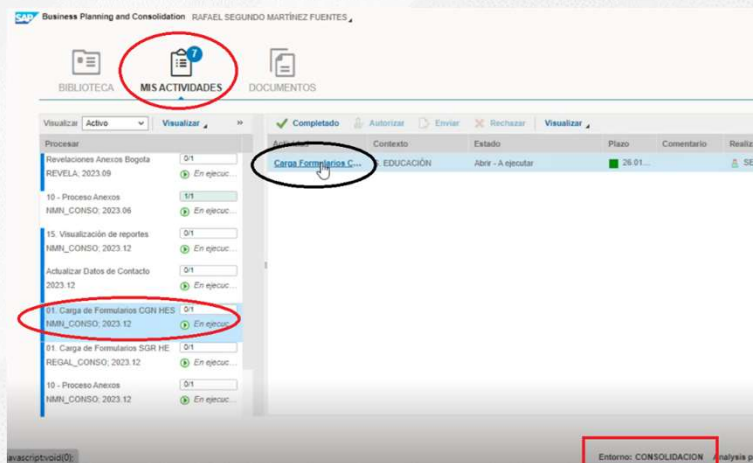 SAP Business Planning and Consolidation RAFAEL SEGUNDO MARTÍNEZ FUENTES
7
BIBLIOTECA MIS ACTIVIDADES DOCUMENTOS
Visualizar Activo Visualizar »
Completado Autorizar Enviar Rechazar Visualizar
Procesar
Contexto Estado Plazo Comentario Realiz
Revelaciones Anexos Bogota 0/1
REVELA; 2023.09 En ejecuc...
Carga Formularios C... EDUCACIÓN Abrir - A ejecutar 26.01... SE
10 - Proceso Anexos 1/1
NMN_CONSO; 2023.06 En ejecuc...
15. Visualización de reportes 0/1
NMN_CONSO; 2023.12 En ejecuc...
Actualizar Datos de Contacto 0/1
2023.12 En ejecuc...
01. Carga de Formularios CGN HES 0/1
NMN_CONSO; 2023.12 En ejecuc...
01. Carga de Formularios SGR HE 0/1
REGAL_CONSO; 2023.12 En ejecuc...
10 - Proceso Anexos 0/1
NMN_CONSO; 2023.12 En ejecuc...
avascript:void(0);
Entorno: CONSOLIDACION Analysis p